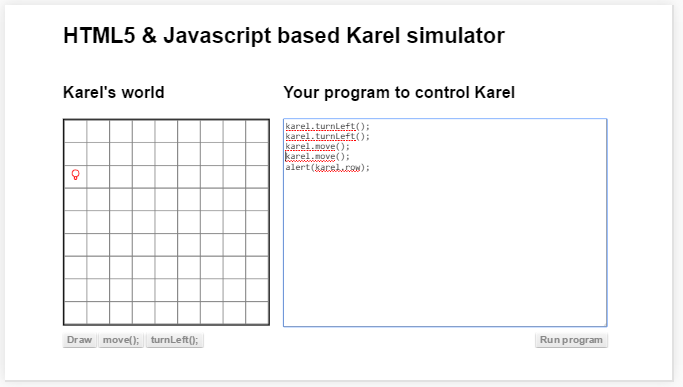 HTML5 & Javascript based Karel simulator
Karel's world
Your program to control Karel
karel.turnLeft();
karel.turnLeft();
karel.move();
karel.move();
alert(karel.row);
Draw move(); turnLeft(); Run program